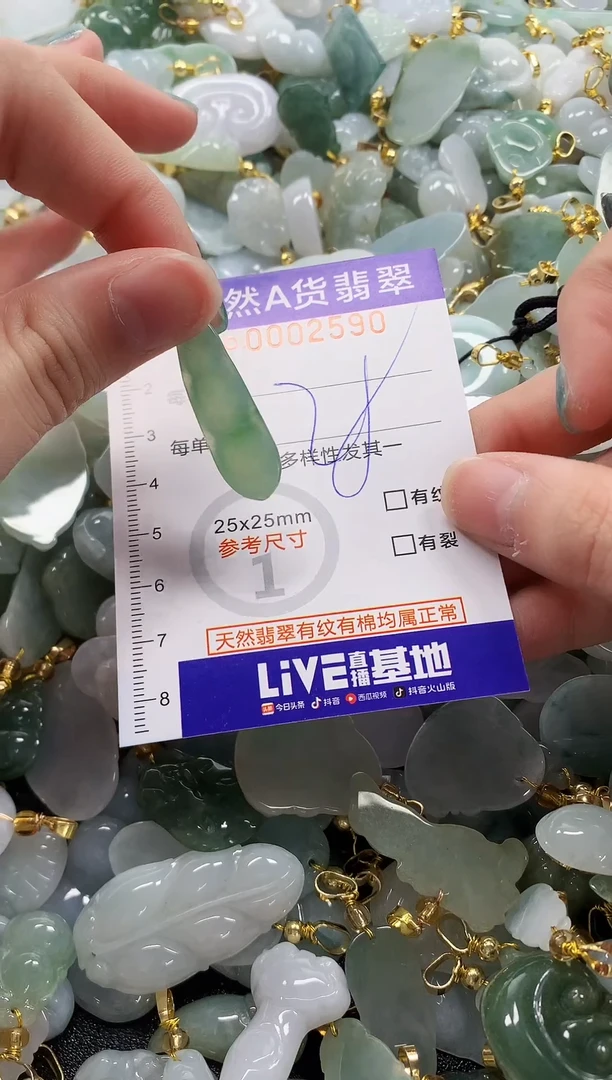 然A货翡翠
0002590
每
每单 多样性发其一
2
3
4
5
6
7
8
25x25mm
参考尺寸
1
有纹
有裂
天然翡翠有纹有棉均属正常
LiVE直播基地
头条 今日头条 抖音 西瓜视频 抖音火山版